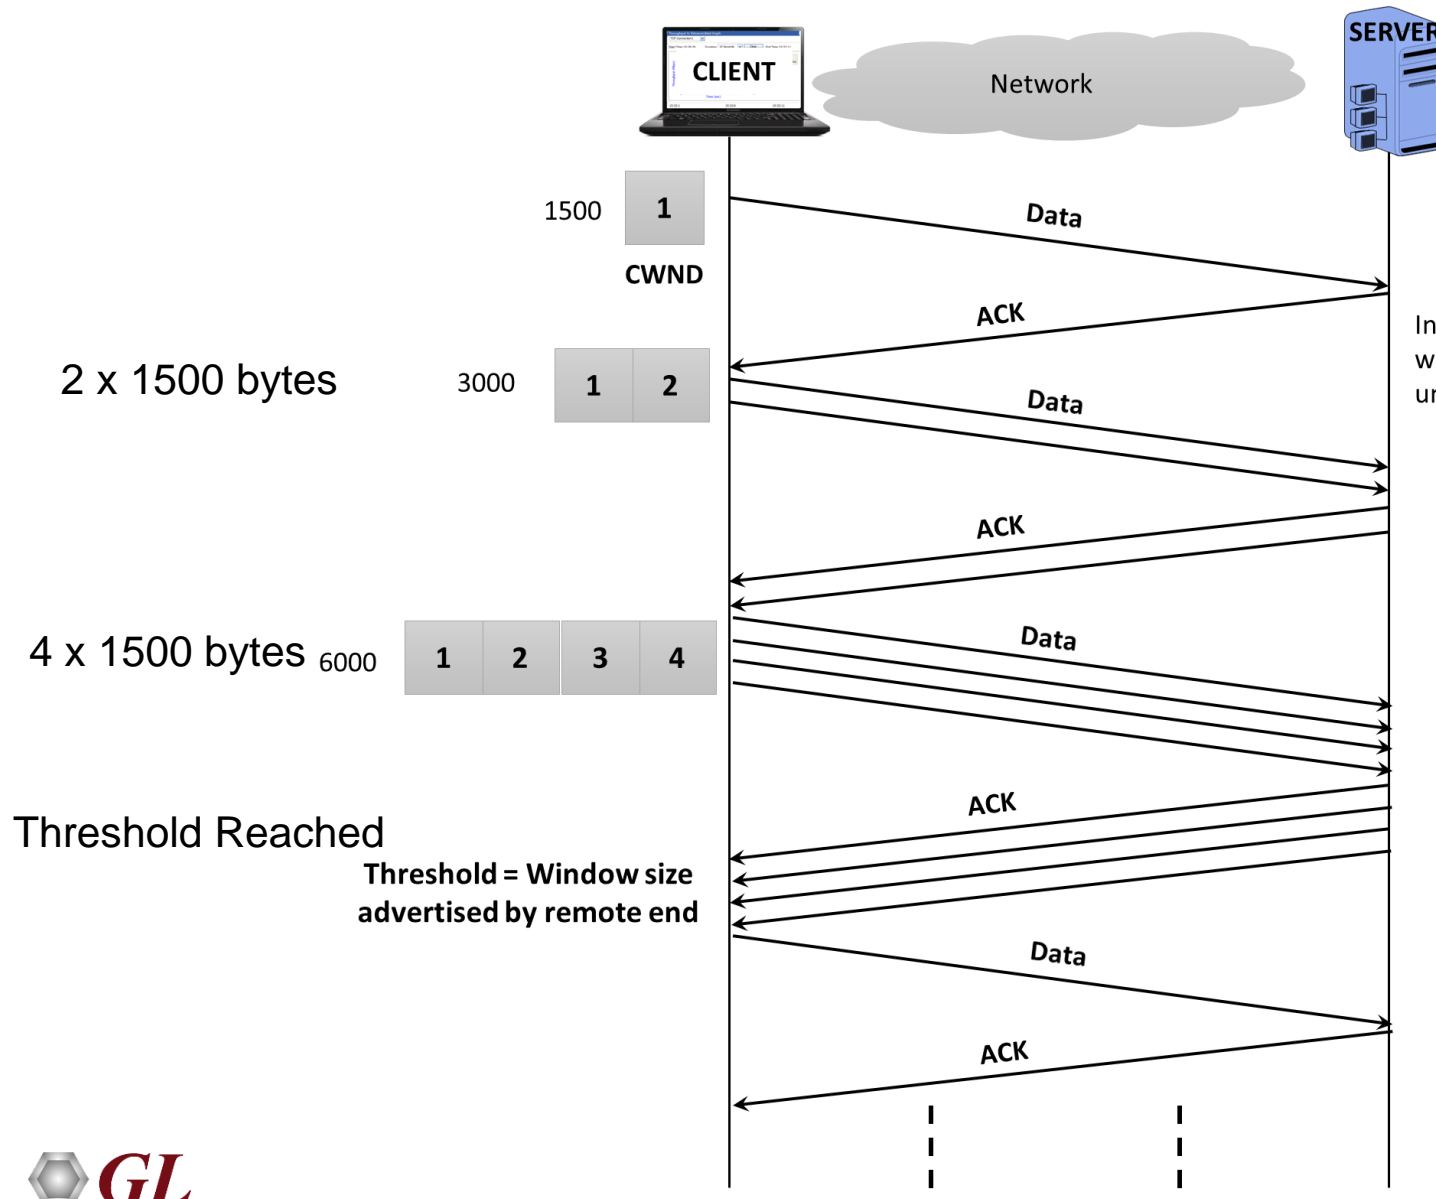 SERVER
CLIENT
Network
1500
1
Data
CWND
ACK
In
w
un
2 x 1500 bytes
3000
1
2
Data
ACK
4 x 1500 bytes
6000
1
2
3
4
Data
ACK
Threshold Reached
Threshold = Window size
advertised by remote end
Data
ACK
GL